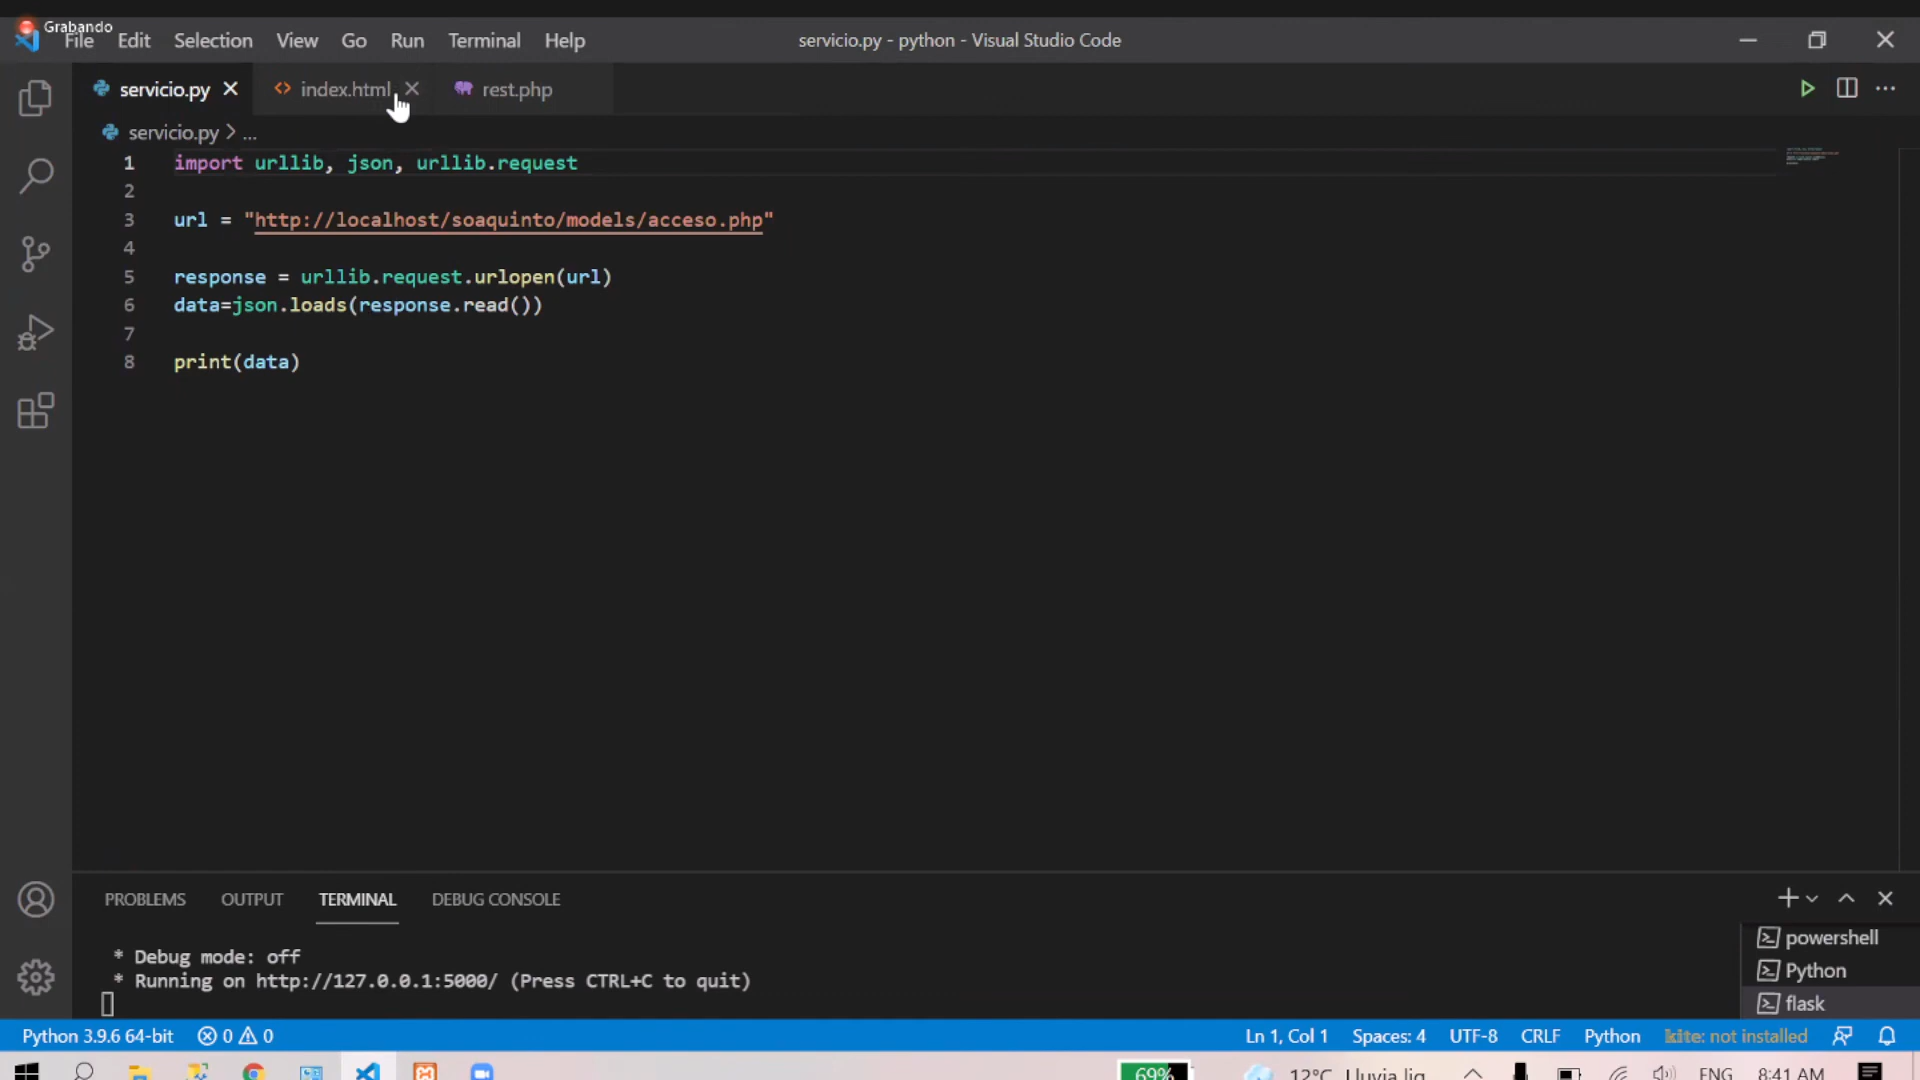 Grabando
File Edit Selection View Go Run Terminal Help
servicio.py - python - Visual Studio Code
servicio.py index.html rest.php
servicio.py > ...
1 import urllib, json, urllib.request
2
3 url = "http://localhost/soaquinto/models/acceso.php"
4
5 response = urllib.request.urlopen(url)
6 data=json.loads(response.read())
7
8 print(data)
PROBLEMS OUTPUT TERMINAL DEBUG CONSOLE
* Debug mode: off
* Running on http://127.0.0.1:5000/ (Press CTRL+C to quit)
powershell
Python
flask
Python 3.9.6 64-bit 0 0 Ln 1, Col 1 Spaces: 4 UTF-8 CRLF Python kite: not installed
69% 12°C Lluvia lig... ENG 8:41 AM